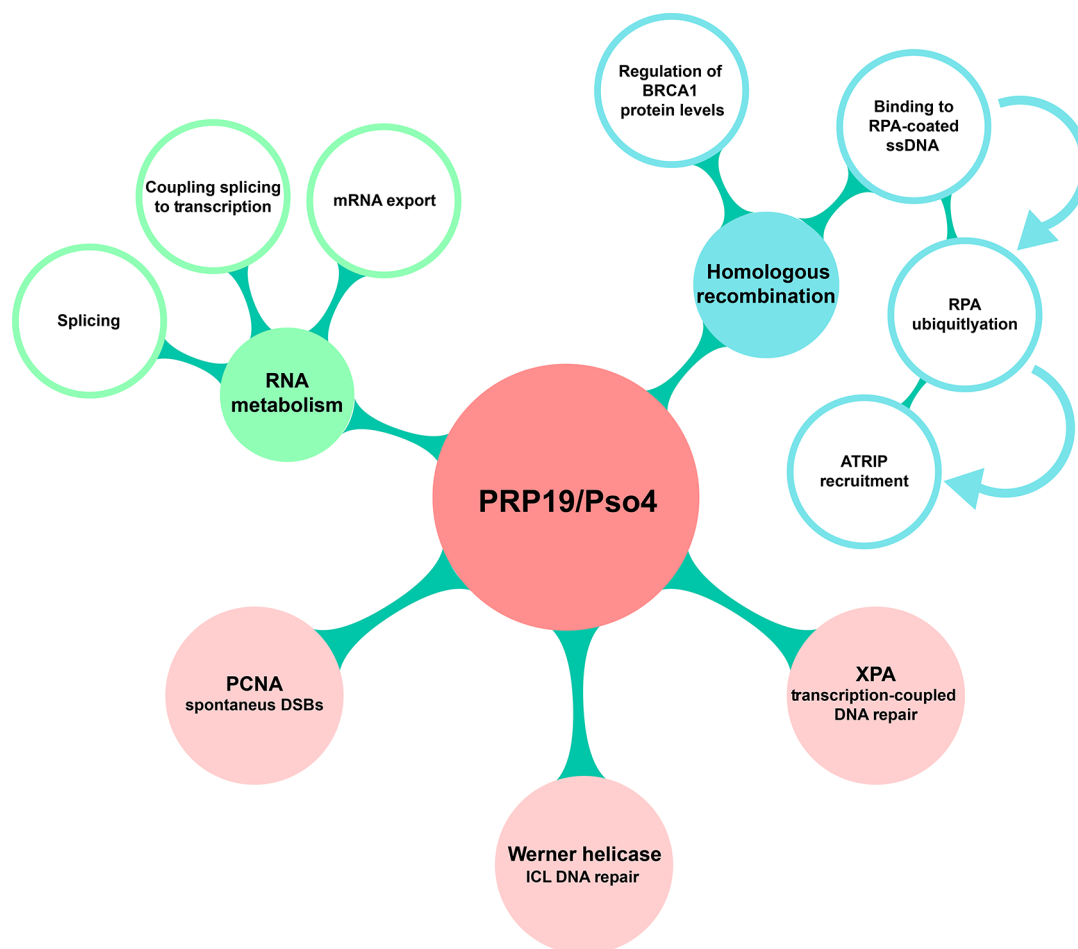 Regulation of
BRCA1
protein levels
Binding to
RPA-coated
ssDNA
Coupling splicing
to transcription
mRNA export
Splicing
Homologous
recombination
RPA
ubiquitlyation
RNA
metabolism
ATRIP
recruitment
PRP19/Pso4
PCNA
spontaneus DSBs
XPA
transcription-coupled
DNA repair
Werner helicase
ICL DNA repair